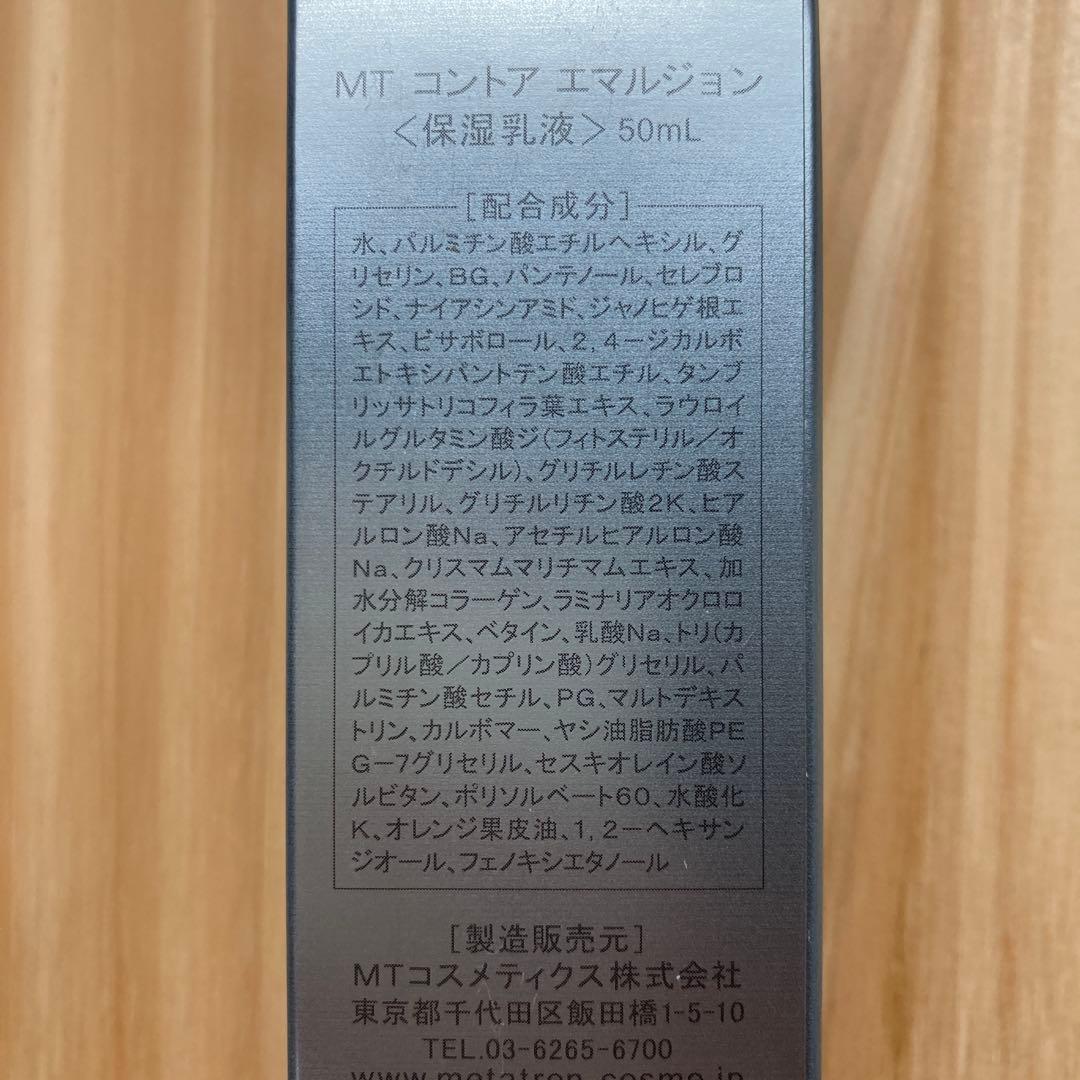 MT コントア エマルジョン
＜保湿乳液＞50mL
［配合成分］
水、パルミチン酸エチルヘキシル、グ
リセリン、BG、パンテノール、セレブロ
シド、ナイアシンアミド、ジャノヒゲ根エ
キス、ビサボロール、2,4－ジカルボ
エトキシパントテン酸エチル、タンブ
リッサトリコフィラ葉エキス、ラウロイ
ルグルタミン酸ジ（フィトステリル／オ
クチルドデシル）、グリチルレチン酸ス
テアリル、グリチルリチン酸2K、ヒア
ルロン酸Na、アセチルヒアルロン酸
Na、クリスマムマリチマムエキス、加
水分解コラーゲン、ラミナリアオクロロ
イカエキス、ベタイン、乳酸Na、トリ（カ
プリル酸／カプリン酸）グリセリル、パ
ルミチン酸セチル、PG、マルトデキス
トリン、カルボマー、ヤシ油脂肪酸PE
G－7グリセリル、セスキオレイン酸ソ
ルビタン、ポリソルベート60、水酸化
K、オレンジ果皮油、1,2－ヘキサン
ジオール、フェノキシエタノール
［製造販売元］
MTコスメティクス株式会社
東京都千代田区飯田橋1-5-10
TEL.03-6265-6700
www.metatron-cosme.jp